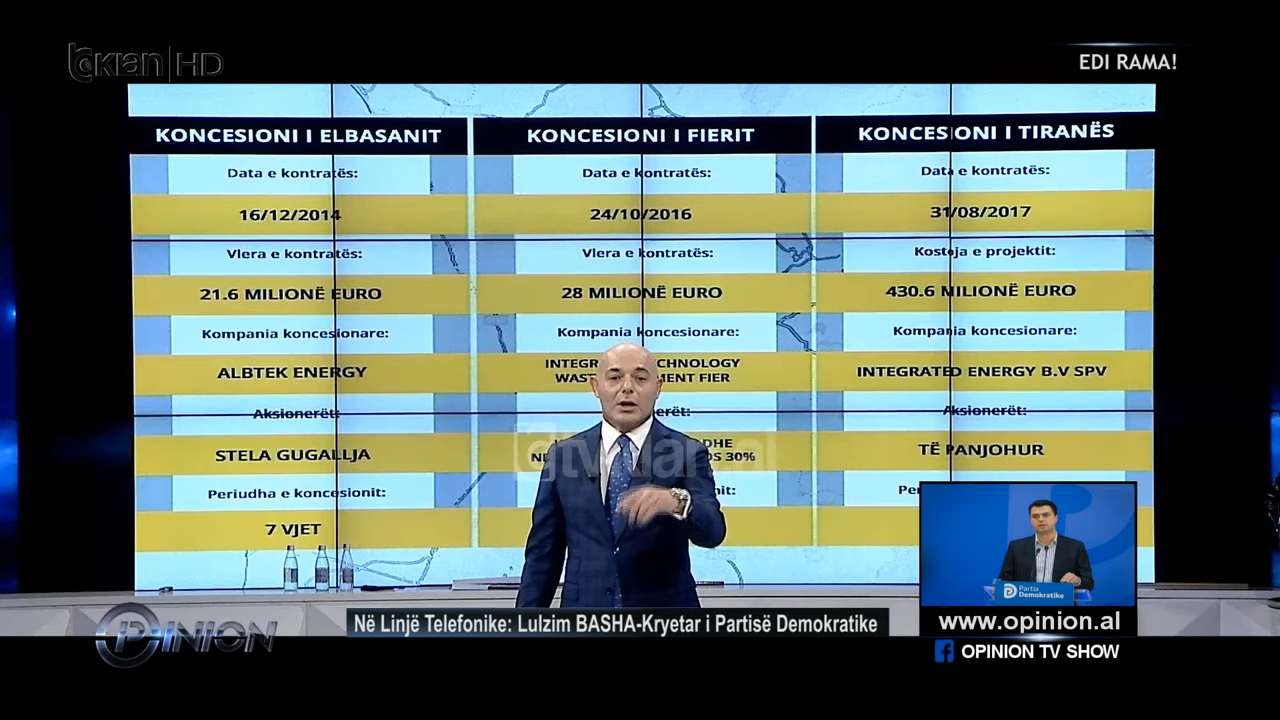 klan HD
EDI RAMA!
KONCESIONI I ELBASANIT
Data e kontratës:
16/12/2014
Vlera e kontratës:
21.6 MILIONË EURO
Kompania koncesionare:
ALBTEK ENERGY
Aksionerët:
STELA GUGALLJA
Periudha e koncesionit:
7 VJET
KONCESIONI I FIERIT
Data e kontratës:
24/10/2016
Vlera e kontratës:
28 MILIONË EURO
Kompania koncesionare:
TECHNOLOGY
FIER
30%
KONCESIONI I TIRANËS
Data e kontratës:
31/08/2017
Kostoja e projektit:
430.6 MILIONË EURO
Kompania koncesionare:
INTEGRATED ENERGY B.V SPV
Aksionerët:
TË PANJOHUR
Partia
Demokratike
OPINION
Në Linjë Telefonike: Lulzim BASHA-Kryetar i Partisë Demokratike
www.opinion.al
OPINION TV SHOW